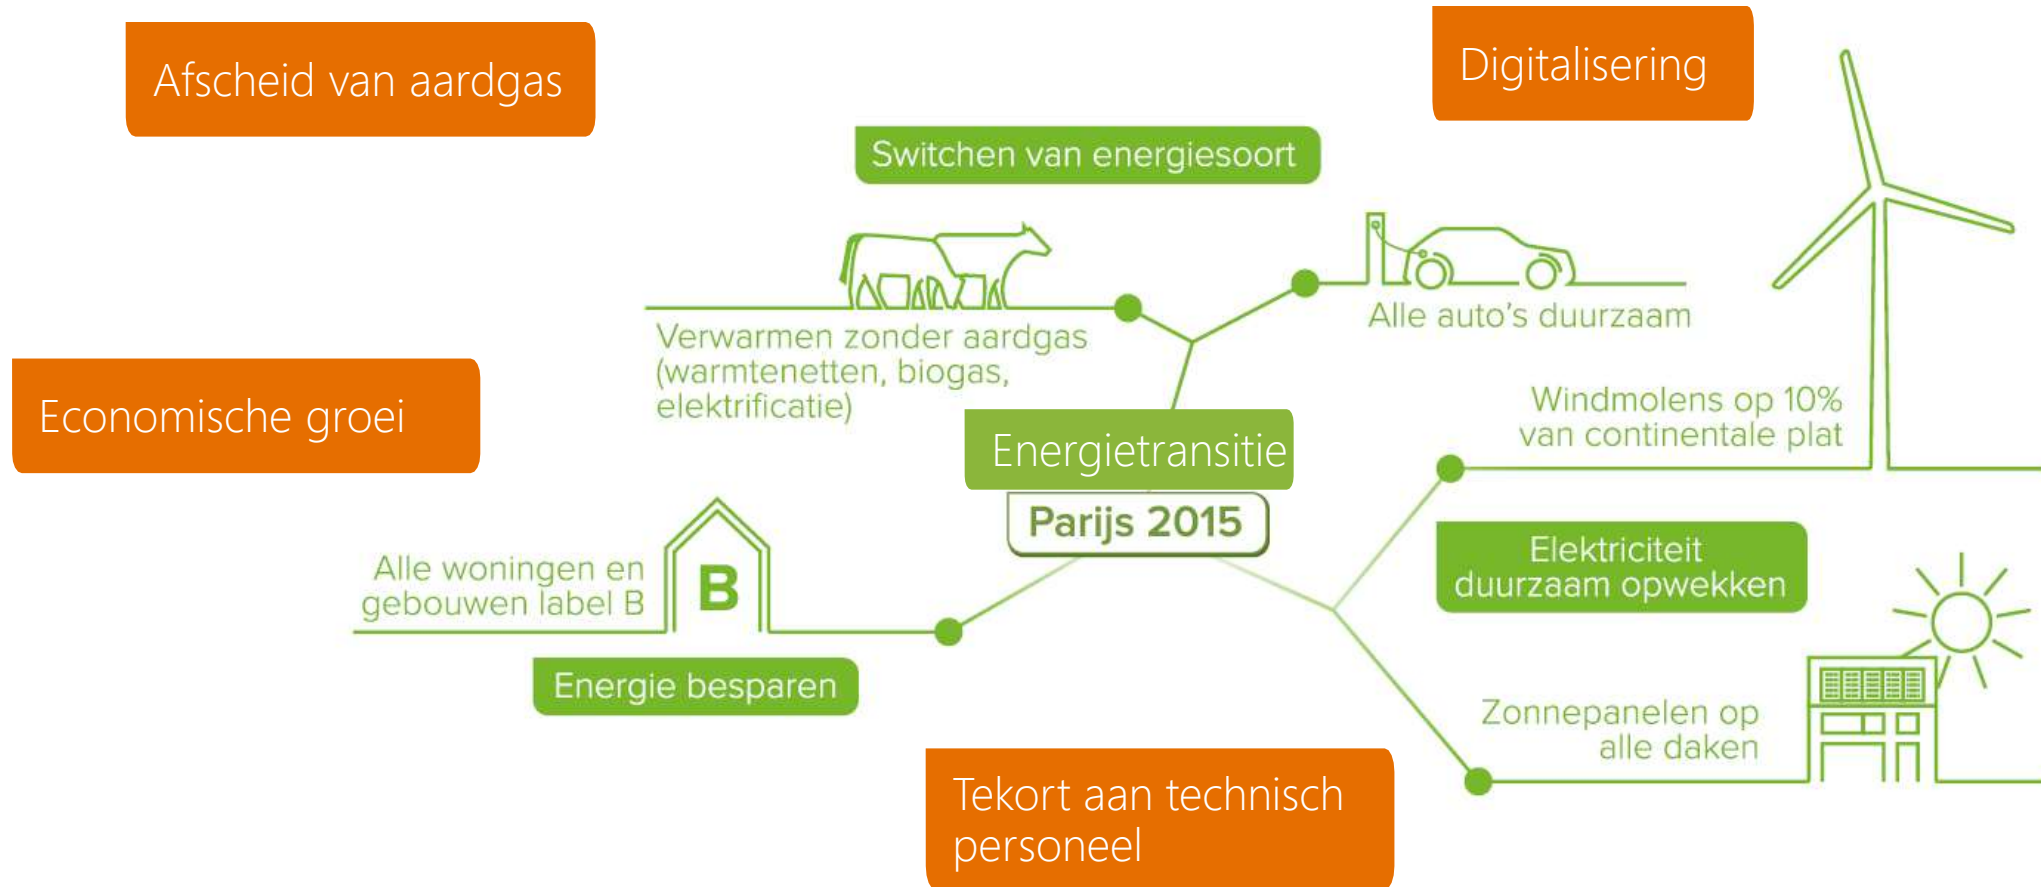 Afscheid van aardgas
Digitalisering
Switchen van energiesoort
Verwarmen zonder aardgas
(warmtenetten, biogas,
elektrificatie)
Alle auto's duurzaam
Economische groei
Windmolens op 10%
van continentale plat
Energietransitie
Parijs 2015
Alle woningen en
gebouwen label B
B
Elektriciteit
duurzaam opwekken
Energie besparen
Zonnepanelen op
alle daken
Tekort aan technisch
personeel